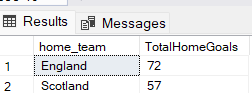 Results Messages
home_team TotalHomeGoals
1 England 72
2 Scotland 57